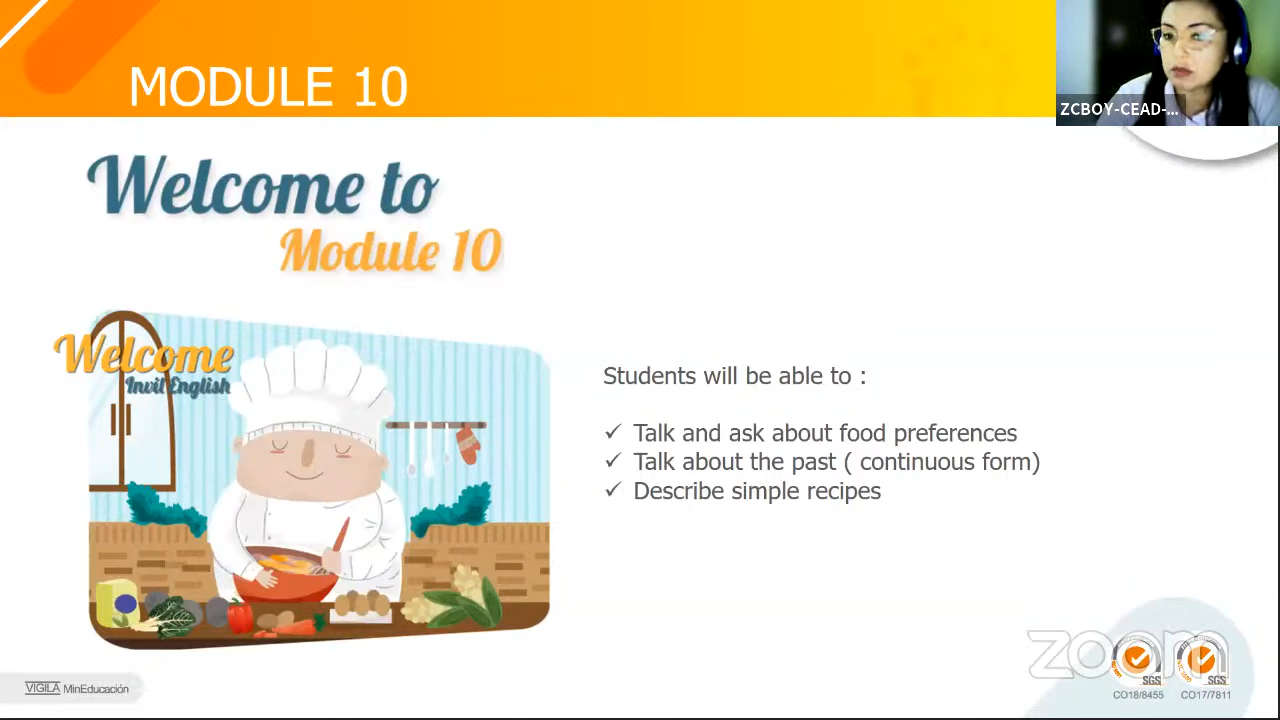 MODULE 10
ZCBOY-CEAD-...
Welcome to
Module 10
Welcome
Invil English
Students will be able to :
✓ Talk and ask about food preferences
✓ Talk about the past ( continuous form)
✓ Describe simple recipes
zoom
SGS
SGS
CO18/8455
CO17/7811
VIGILA MinEducación